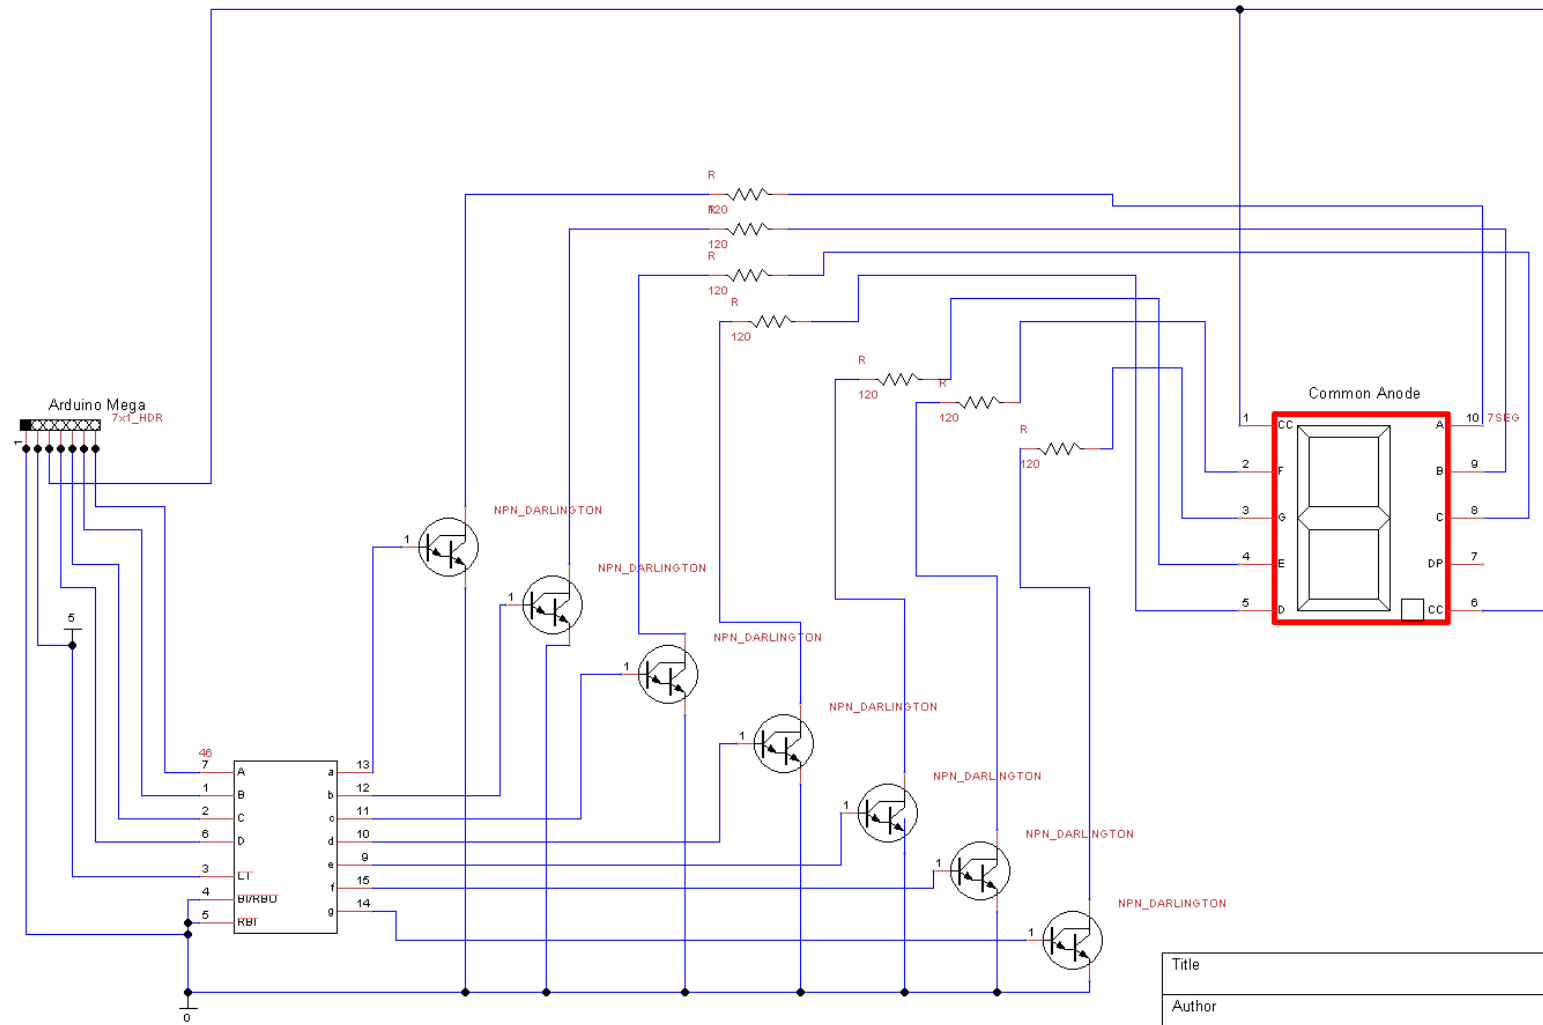 R
R
120
120
R
120
R
120
R
120
R
120
R
120
Arduino Mega
7x1_HDR
1
Common Anode
7SEG
1 CC A 10
2 F B 9
3 G C 8
4 E DP 7
5 D CC 6
NPN_DARLINGTON
1
NPN_DARLINGTON
1
NPN_DARLINGTON
1
NPN_DARLINGTON
1
NPN_DARLINGTON
1
NPN_DARLINGTON
1
NPN_DARLINGTON
1
5
46
7 A a 13
1 B b 12
2 C c 11
6 D d 10
e 9
3 LT f 15
4 BI/RBO g 14
5 RBI
0
Title
Author